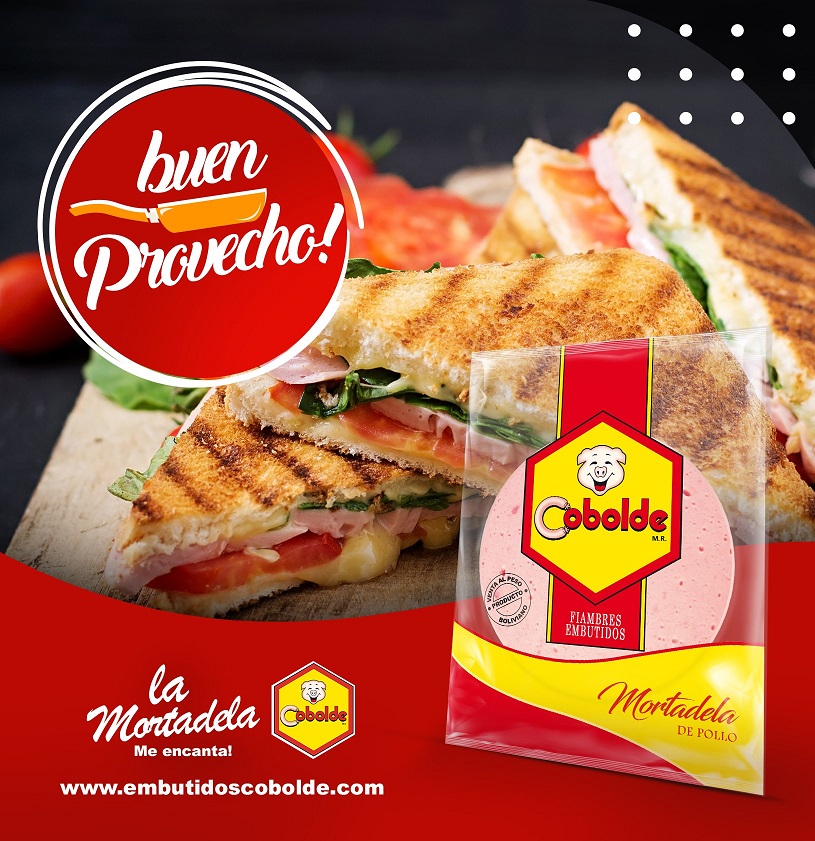 buen
Provecho!
Cobolde
M.R.
VENTA AL PESO
PRODUCTO
BOLIVIANO
FIAMBRES
EMBUTIDOS
Mortadela
DE POLLO
la
Mortadela
Me encanta!
Cobolde
www.embutidoscobolde.com